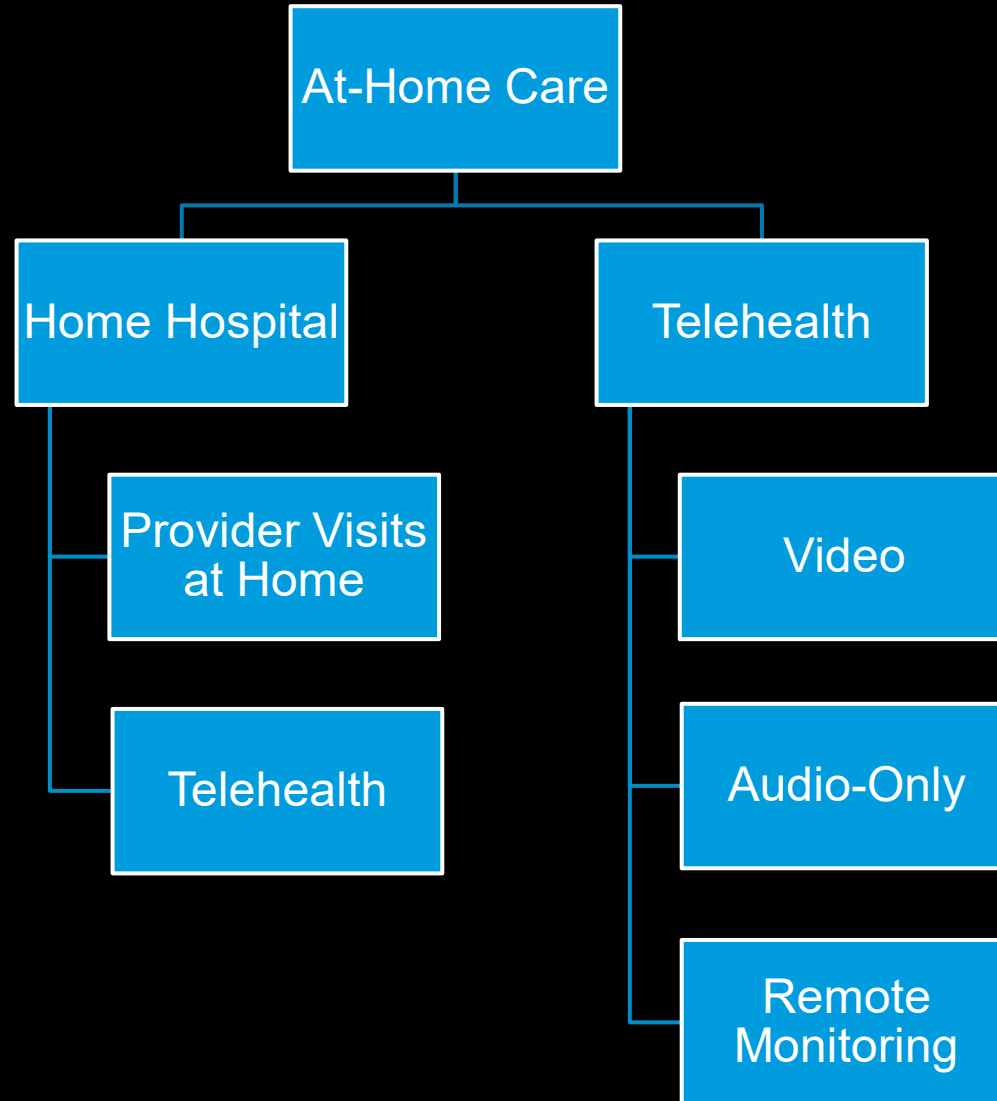 At-Home Care
Home Hospital
Telehealth
Provider Visits
at Home
Video
Telehealth
Audio-Only
Remote
Monitoring